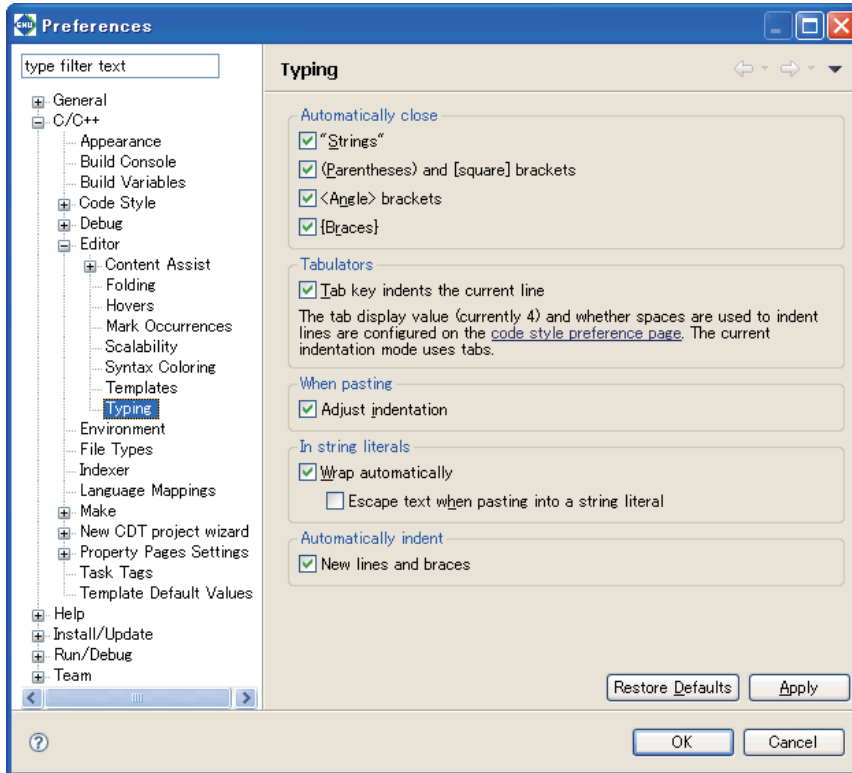 GNU
Preferences
type filter text
General
C/C++
Appearance
Build Console
Build Variables
Code Style
Debug
Editor
Content Assist
Folding
Hovers
Mark Occurrences
Scalability
Syntax Coloring
Templates
Typing
Environment
File Types
Indexer
Language Mappings
Make
New CDT project wizard
Property Pages Settings
Task Tags
Template Default Values
Help
Install/Update
Run/Debug
Team
Typing
Automatically close
"Strings"
(Parentheses) and [square] brackets
<Angle> brackets
{Braces}
Tabulators
Tab key indents the current line
The tab display value (currently 4) and whether spaces are used to indent
lines are configured on the code style preference page. The current
indentation mode uses tabs.
When pasting
Adjust indentation
In string literals
Wrap automatically
Escape text when pasting into a string literal
Automatically indent
New lines and braces
Restore Defaults
Apply
?
OK
Cancel